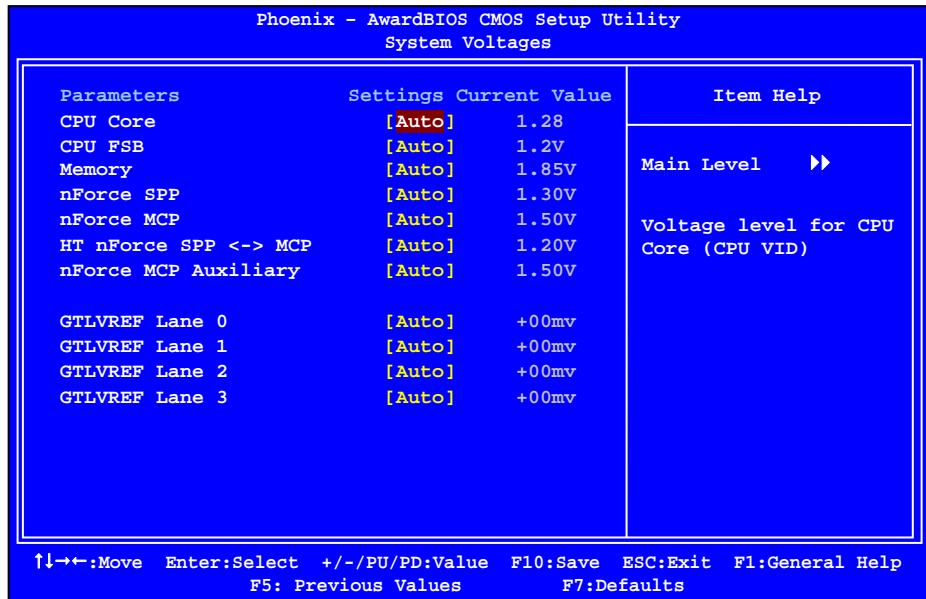 Phoenix – AwardBIOS CMOS Setup Utility
System Voltages
Parameters Settings Current Value
CPU Core [Auto] 1.28
CPU FSB [Auto] 1.2V
Memory [Auto] 1.85V
nForce SPP [Auto] 1.30V
nForce MCP [Auto] 1.50V
HT nForce SPP <-> MCP [Auto] 1.20V
nForce MCP Auxiliary [Auto] 1.50V
GTLVREF Lane 0 [Auto] +00mv
GTLVREF Lane 1 [Auto] +00mv
GTLVREF Lane 2 [Auto] +00mv
GTLVREF Lane 3 [Auto] +00mv
Item Help
Main Level
Voltage level for CPU
Core (CPU VID)
↑↓→←:Move Enter:Select +/-/PU/PD:Value F10:Save ESC:Exit F1:General Help
F5: Previous Values F7:Defaults